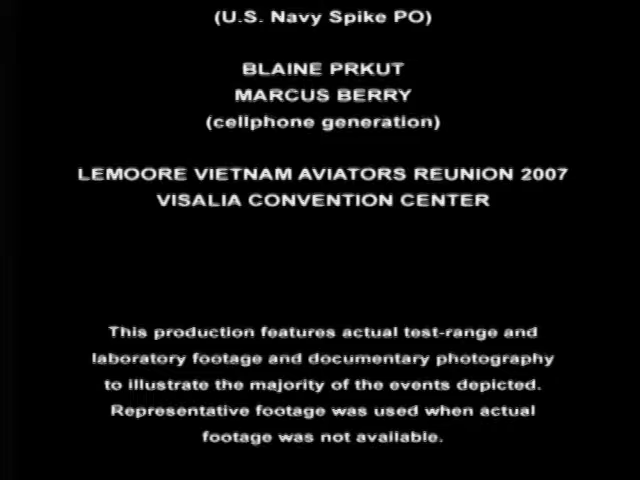 (U.S. Navy Spike PO)
BLAINE PRKUT
MARCUS BERRY
(cellphone generation)
LEMOORE VIETNAM AVIATORS REUNION 2007
VISALIA CONVENTION CENTER
This production features actual test-range and
laboratory footage and documentary photography
to illustrate the majority of the events depicted.
Representative footage was used when actual
footage was not available.